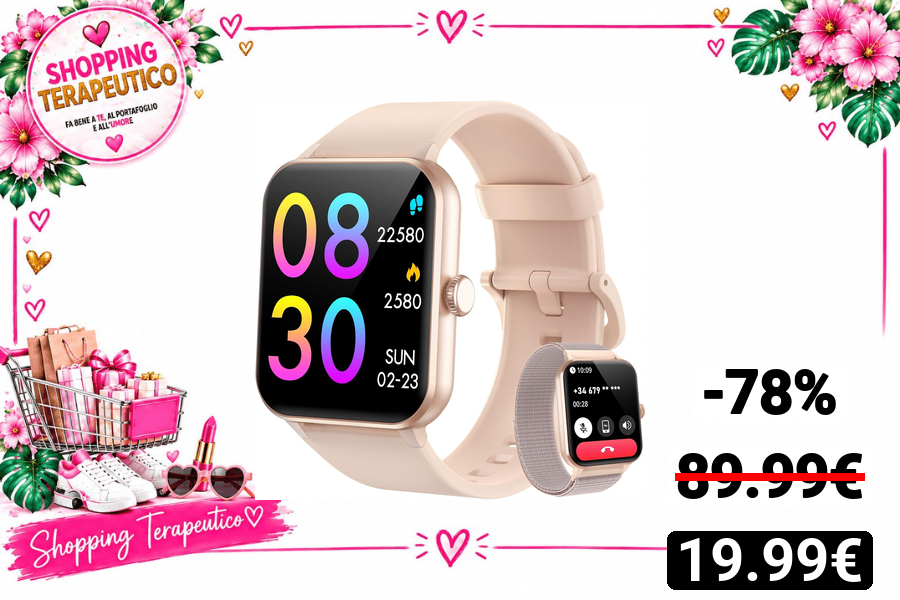 SHOPPING
TERAPEUTICO
FA BENE A TE, AL PORTAFOGLIO
E ALL'UMORE
08
30
22580
2580
SUN
02-23
10:09
+34 679 ** ***
00:28
-78%
89.99€
19.99€
Shopping Terapeutico